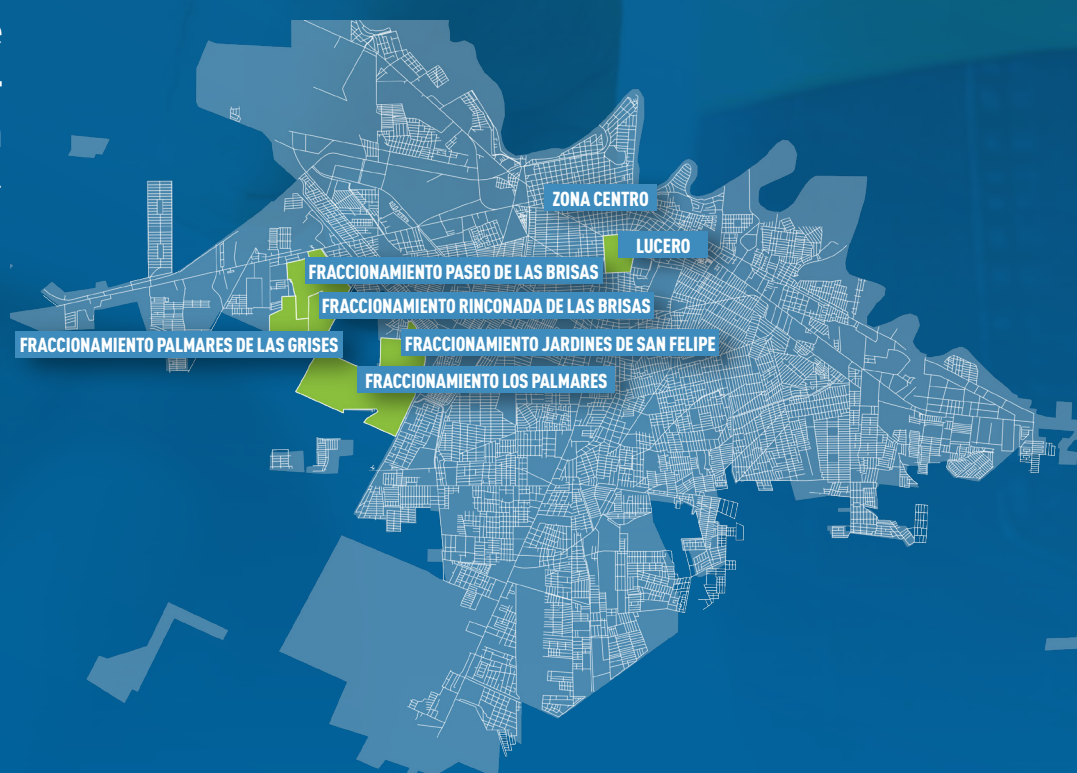 ZONA CENTRO
LUCERO
FRACCIONAMIENTO PASEO DE LAS BRISAS
FRACCIONAMIENTO RINCONADA DE LAS BRISAS
FRACCIONAMIENTO PALMARES DE LAS GRISES
FRACCIONAMIENTO JARDINES DE SAN FELIPE
FRACCIONAMIENTO LOS PALMARES